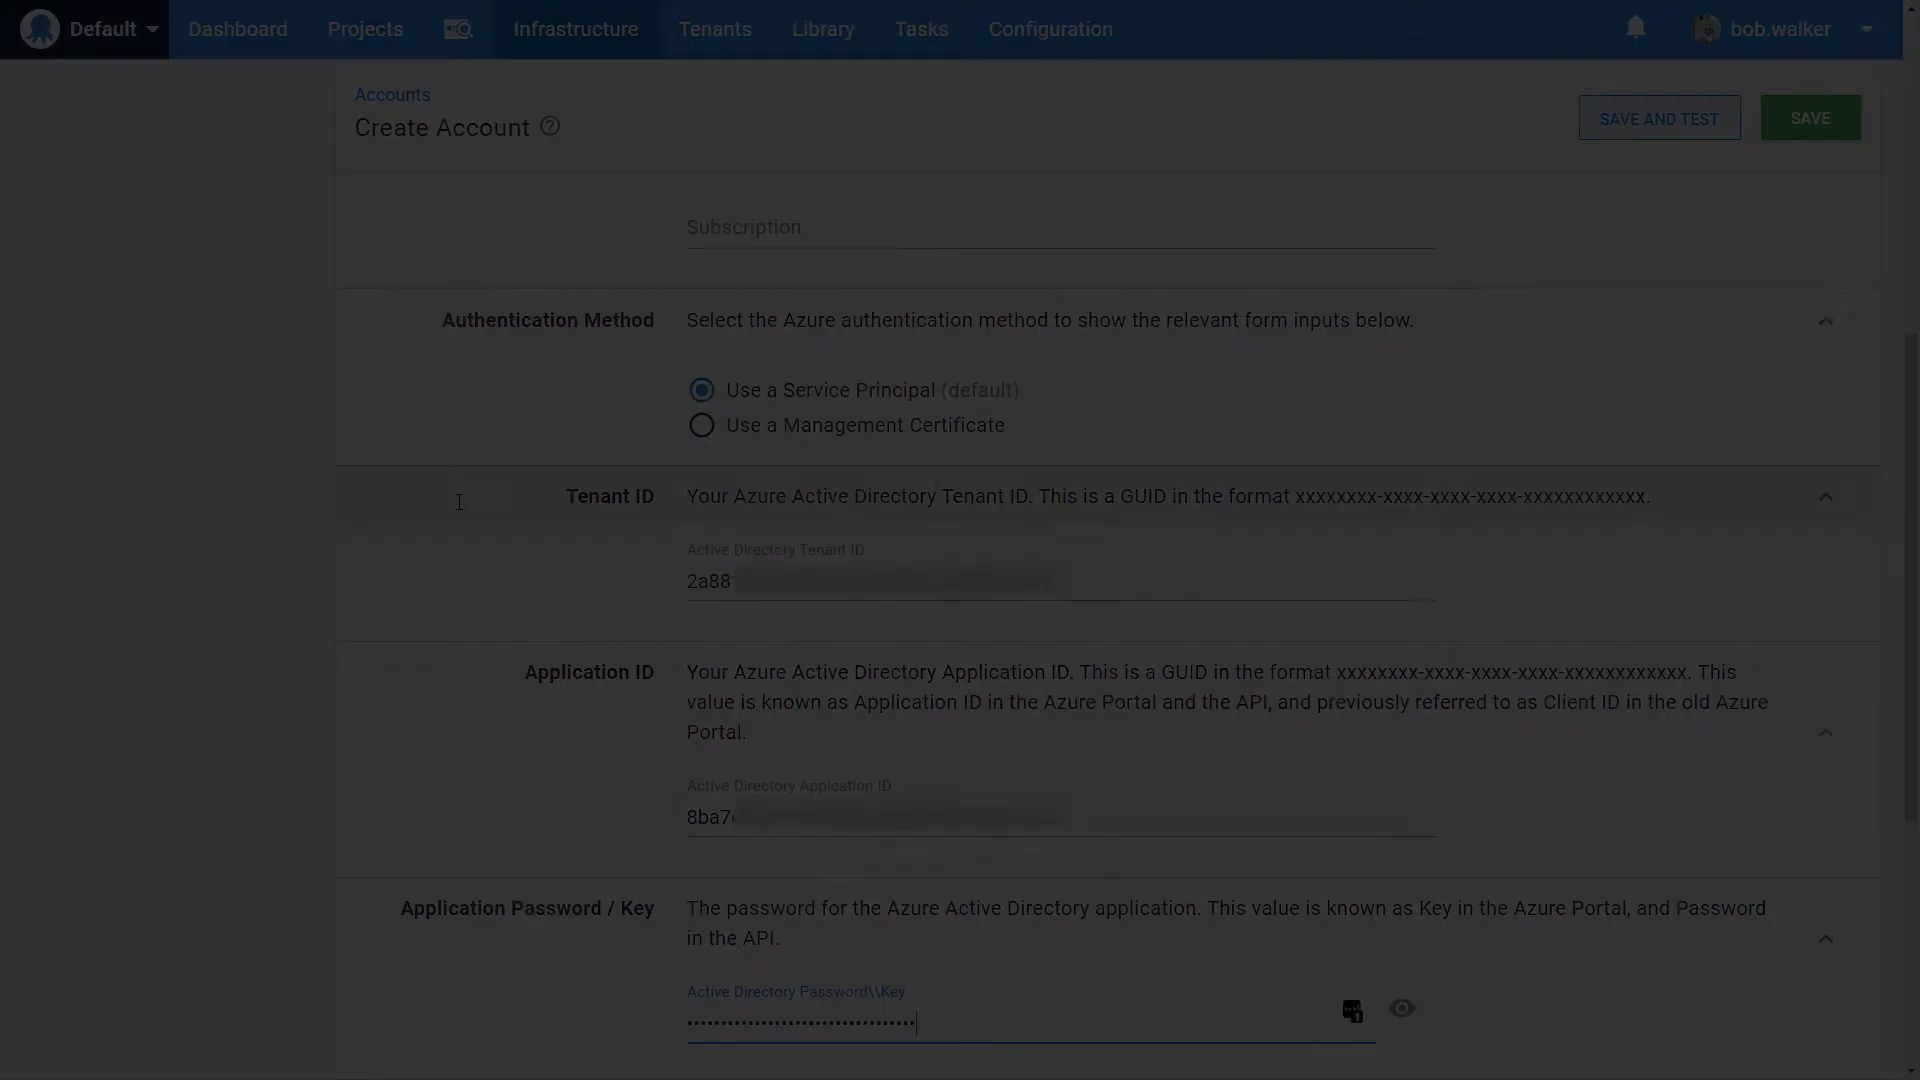 Default Dashboard Projects Infrastructure Tenants Library Tasks Configuration bob.walker
Accounts
Create Account
SAVE AND TEST SAVE
Subscription
Authentication Method Select the Azure authentication method to show the relevant form inputs below.
Use a Service Principal (default)
Use a Management Certificate
Tenant ID Your Azure Active Directory Tenant ID. This is a GUID in the format xxxxxxxx-xxxx-xxxx-xxxx-xxxxxxxxxxxx.
Active Directory Tenant ID
2a88
Application ID Your Azure Active Directory Application ID. This is a GUID in the format xxxxxxxx-xxxx-xxxx-xxxx-xxxxxxxxxxxx. This
value is known as Application ID in the Azure Portal and the API, and previously referred to as Client ID in the old Azure
Portal.
Active Directory Application ID
8ba7
Application Password / Key The password for the Azure Active Directory application. This value is known as Key in the Azure Portal, and Password
in the API.
Active Directory Password\\Key